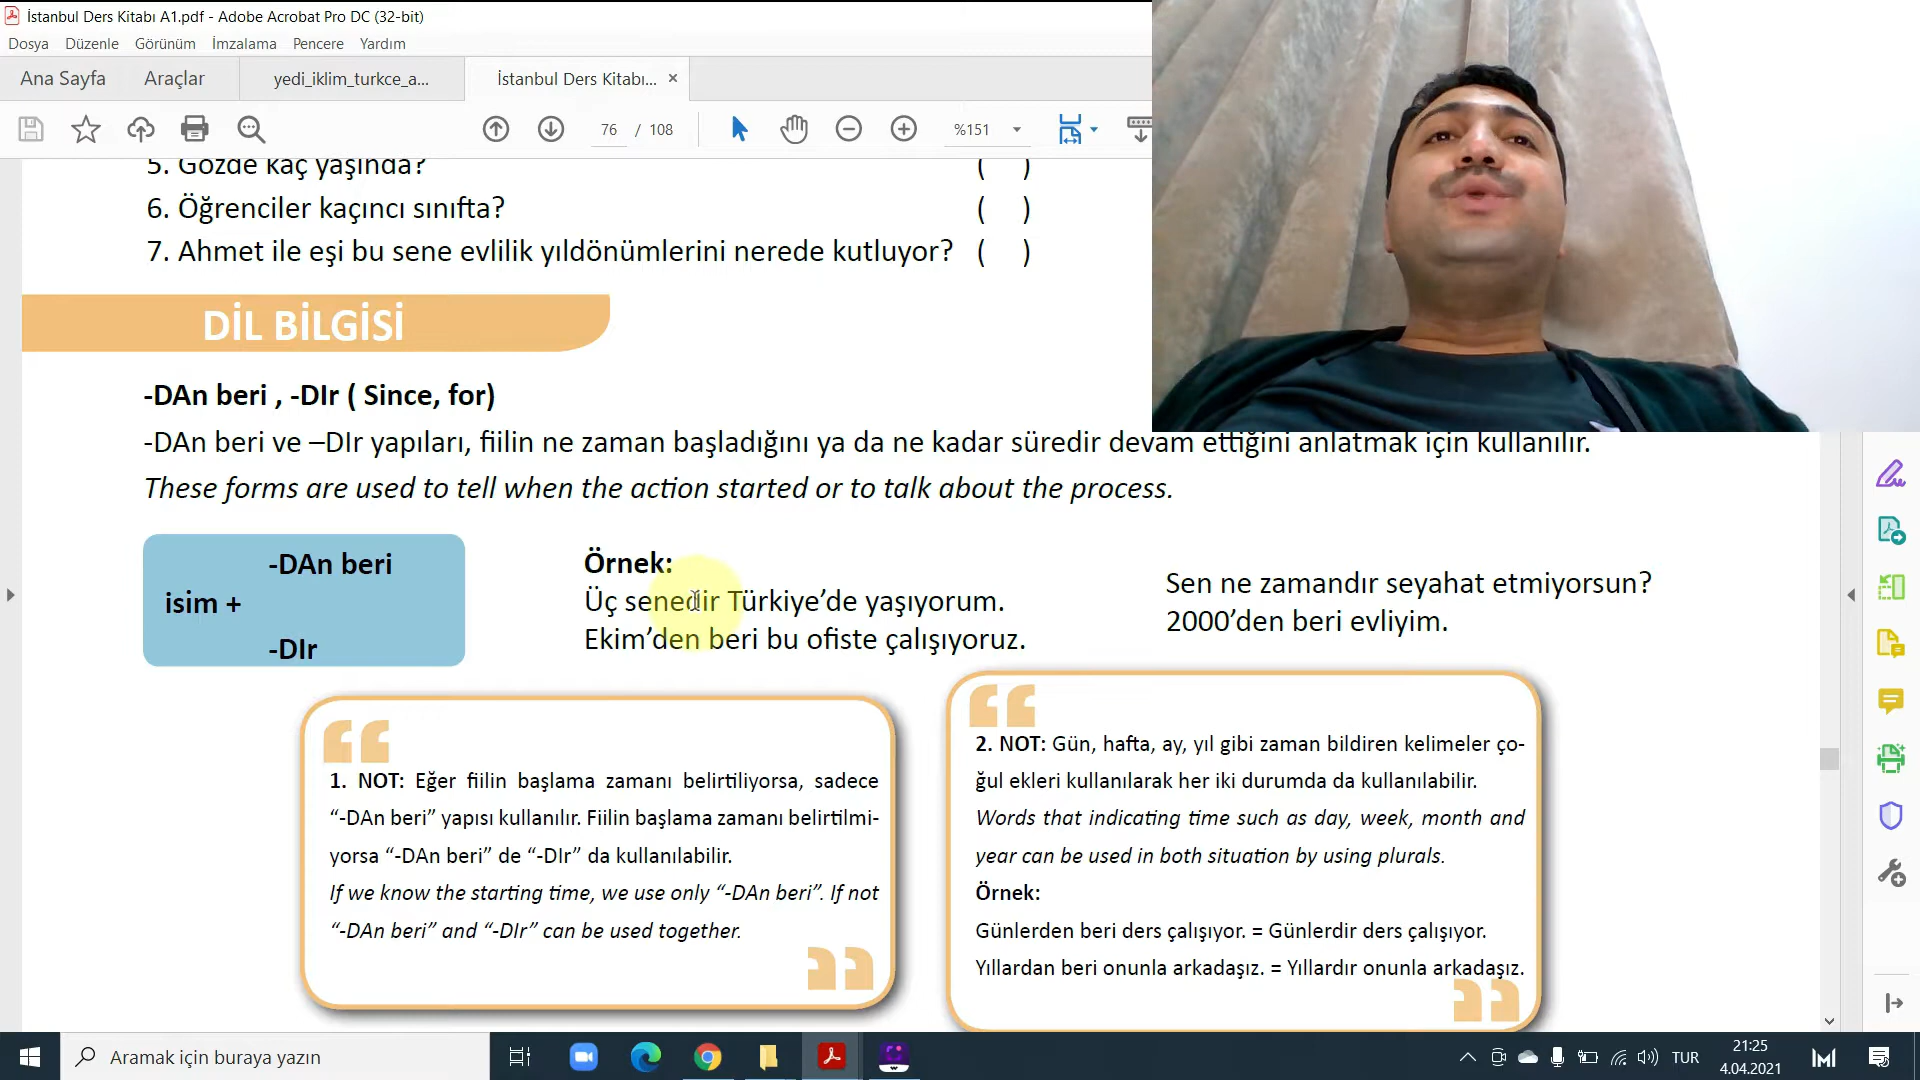 İstanbul Ders Kitabı A1.pdf - Adobe Acrobat Pro DC (32-bit)
Dosya Düzenle Görünüm İmzalama Pencere Yardım
Ana Sayfa Araçlar yedi_iklim_turkce_a... İstanbul Ders Kitabı... ×
76 / 108 %151
5. Gözde kaç yaşında? ( )
6. Öğrenciler kaçıncı sınıfta? ( )
7. Ahmet ile eşi bu sene evlilik yıldönümlerini nerede kutluyor? ( )
DİL BİLGİSİ
-DAn beri , -DIr ( Since, for)
-DAn beri ve –DIr yapıları, fiilin ne zaman başladığını ya da ne kadar süredir devam ettiğini anlatmak için kullanılır.
These forms are used to tell when the action started or to talk about the process.
-DAn beri
isim +
-DIr
Örnek:
Üç senedir Türkiye’de yaşıyorum.
Ekim’den beri bu ofiste çalışıyoruz.
Sen ne zamandır seyahat etmiyorsun?
2000’den beri evliyim.
1. NOT: Eğer fiilin başlama zamanı belirtiliyorsa, sadece
“-DAn beri” yapısı kullanılır. Fiilin başlama zamanı belirtilmi-
yorsa “-DAn beri” de “-DIr” da kullanılabilir.
If we know the starting time, we use only “-DAn beri”. If not
“-DAn beri” and “-DIr” can be used together.
2. NOT: Gün, hafta, ay, yıl gibi zaman bildiren kelimeler ço-
ğul ekleri kullanılarak her iki durumda da kullanılabilir.
Words that indicating time such as day, week, month and
year can be used in both situation by using plurals.
Örnek:
Günlerden beri ders çalışıyor. = Günlerdir ders çalışıyor.
Yıllardan beri onunla arkadaşız. = Yıllardır onunla arkadaşız.
Aramak için buraya yazın
TUR
21:25
4.04.2021